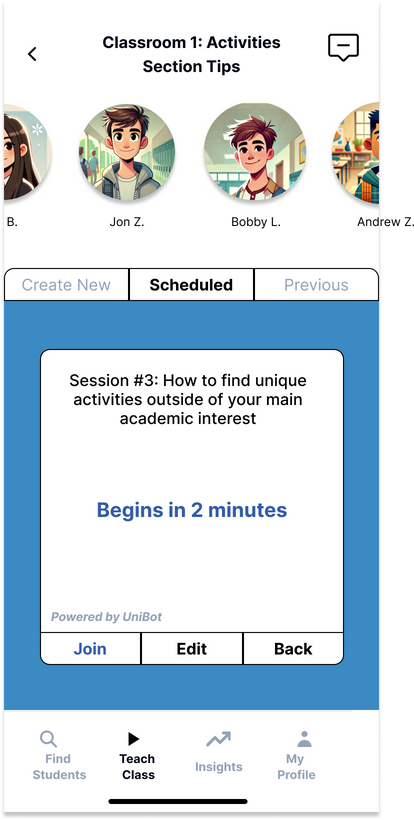 Classroom 1: Activities
Section Tips
B.
Jon Z.
Bobby L.
Andrew Z.
Create New
Scheduled
Previous
Session #3: How to find unique
activities outside of your main
academic interest
Begins in 2 minutes
Powered by UniBot
Join
Edit
Back
Find
Students
Teach
Class
Insights
My
Profile